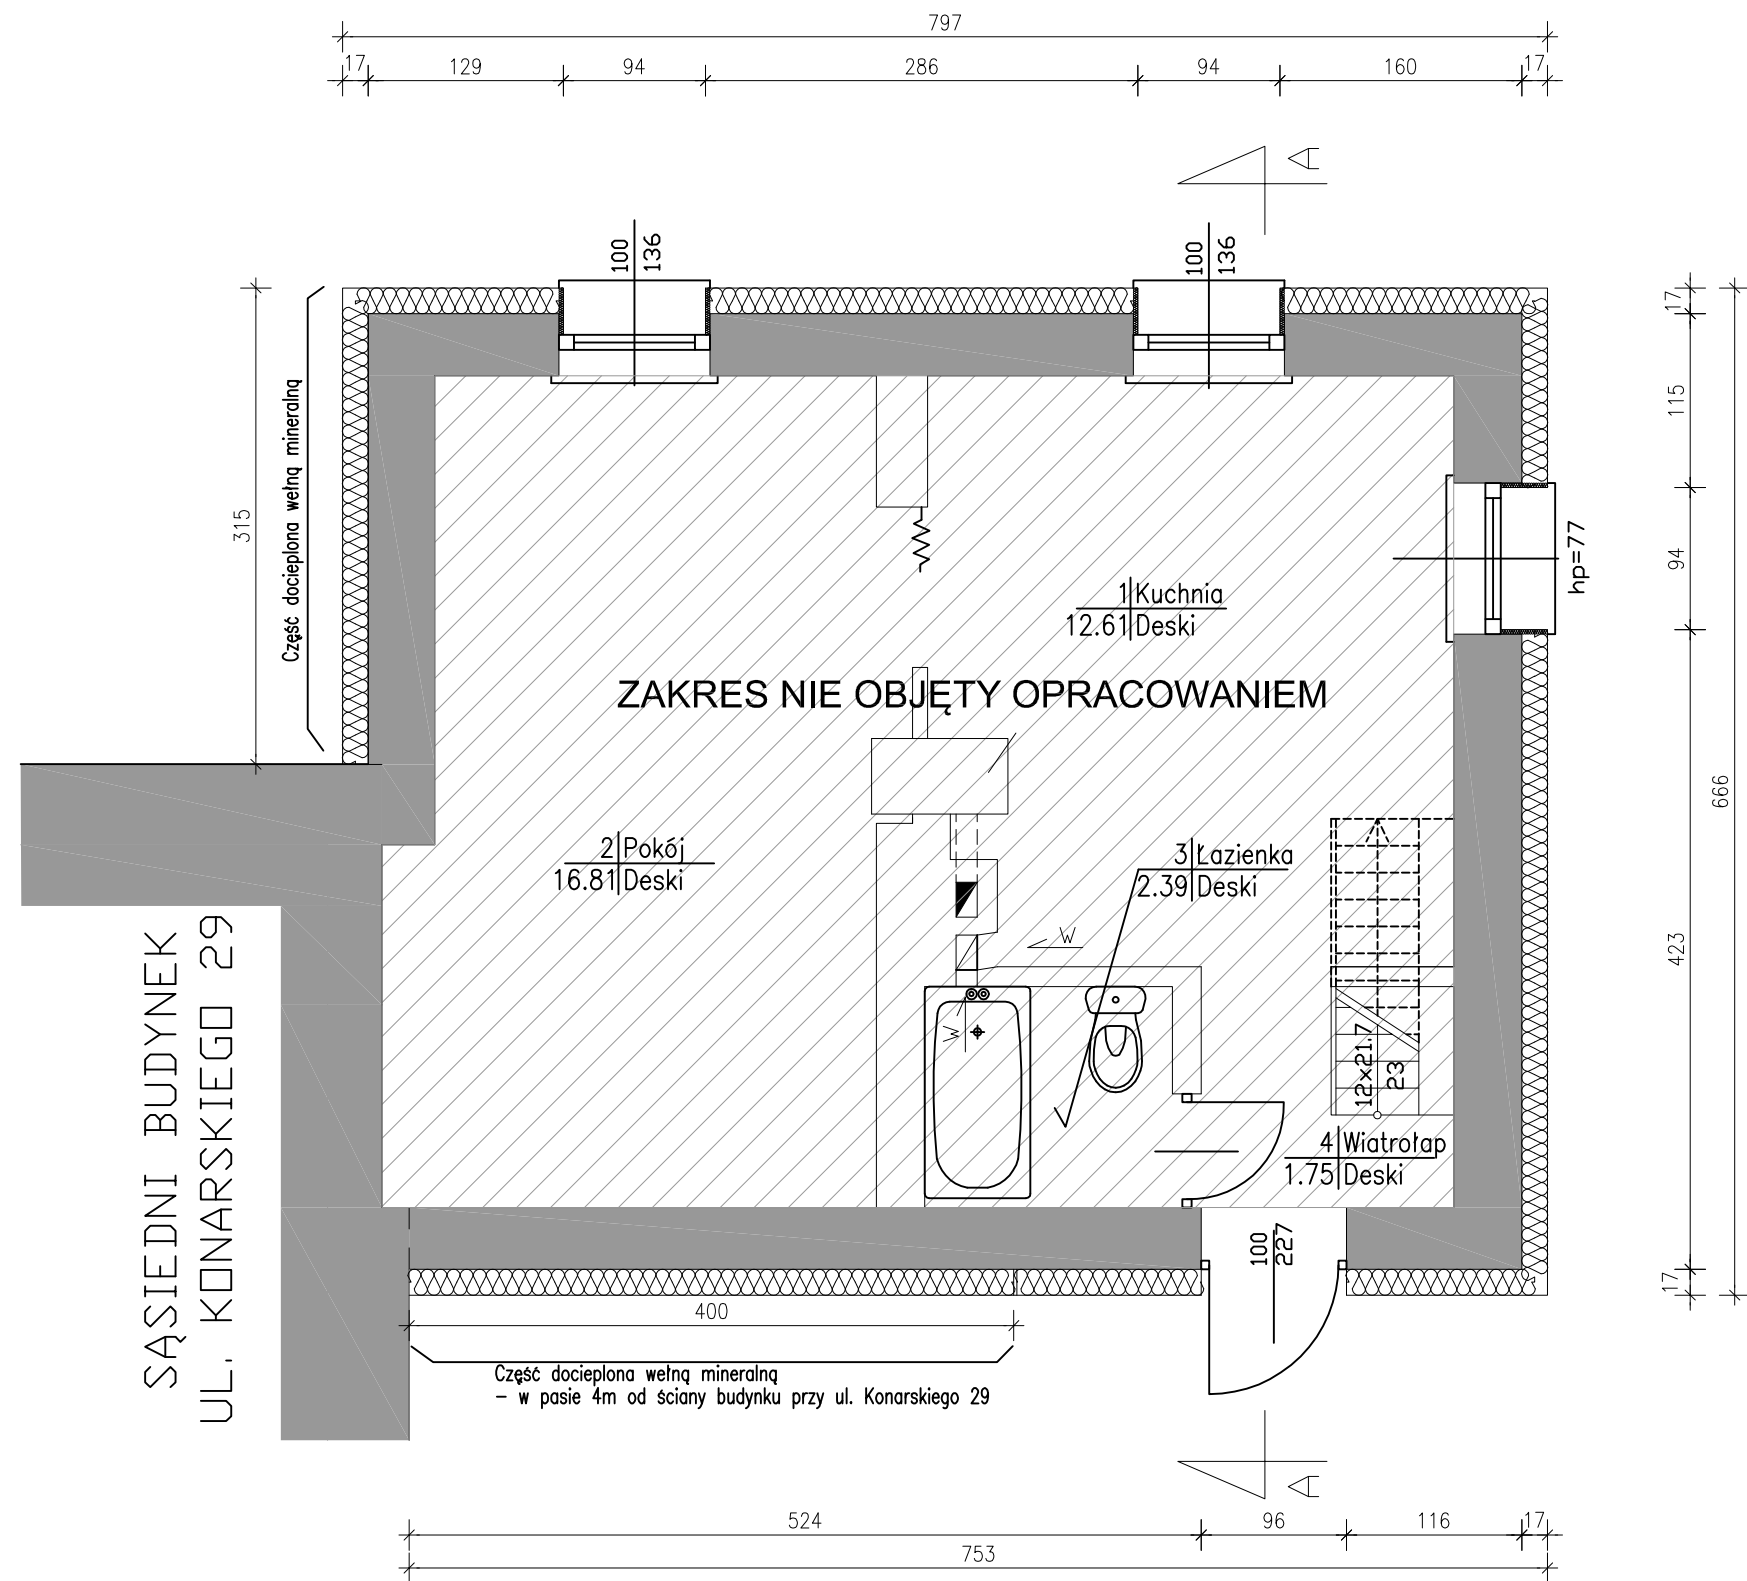 797
17 129 94 286 94 160 17
A
100
136
100
136
17
315
Część docieplona wełną mineralną
115
94
hp=77
1 Kuchnia
12.61 Deski
ZAKRES NIE OBJĘTY OPRACOWANIEM
666
2 Pokój
16.81 Deski
3 Łazienka
2.39 Deski
423
W
W
12x21.7
23
4 Wiatrołap
1.75 Deski
SĄSIEDNI BUDYNEK
UL. KONARSKIEGO 29
100
227
17
400
Część docieplona wełną mineralną
– w pasie 4m od ściany budynku przy ul. Konarskiego 29
A
524 96 116 17
753